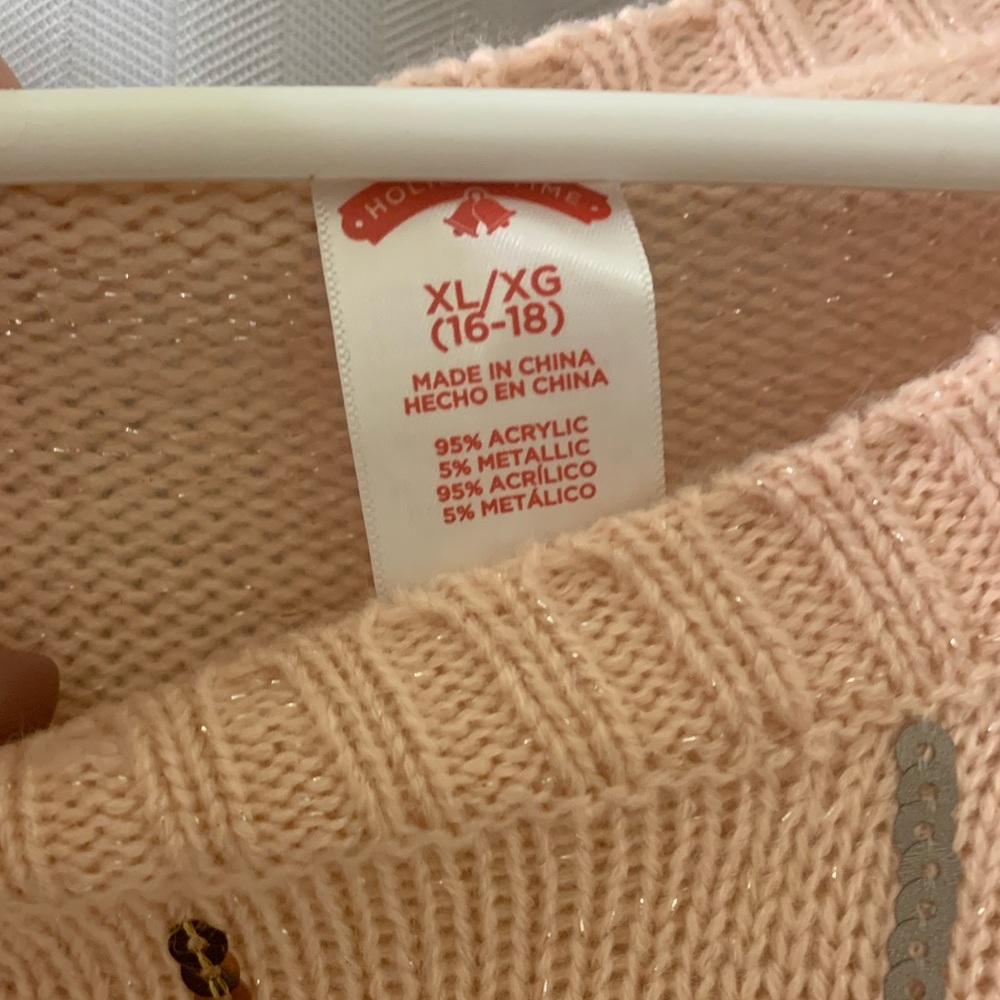 XL/XG
(16-18)
MADE IN CHINA
HECHO EN CHINA
95% ACRYLIC
5% METALLIC
95% ACRÍLICO
5% METÁLICO